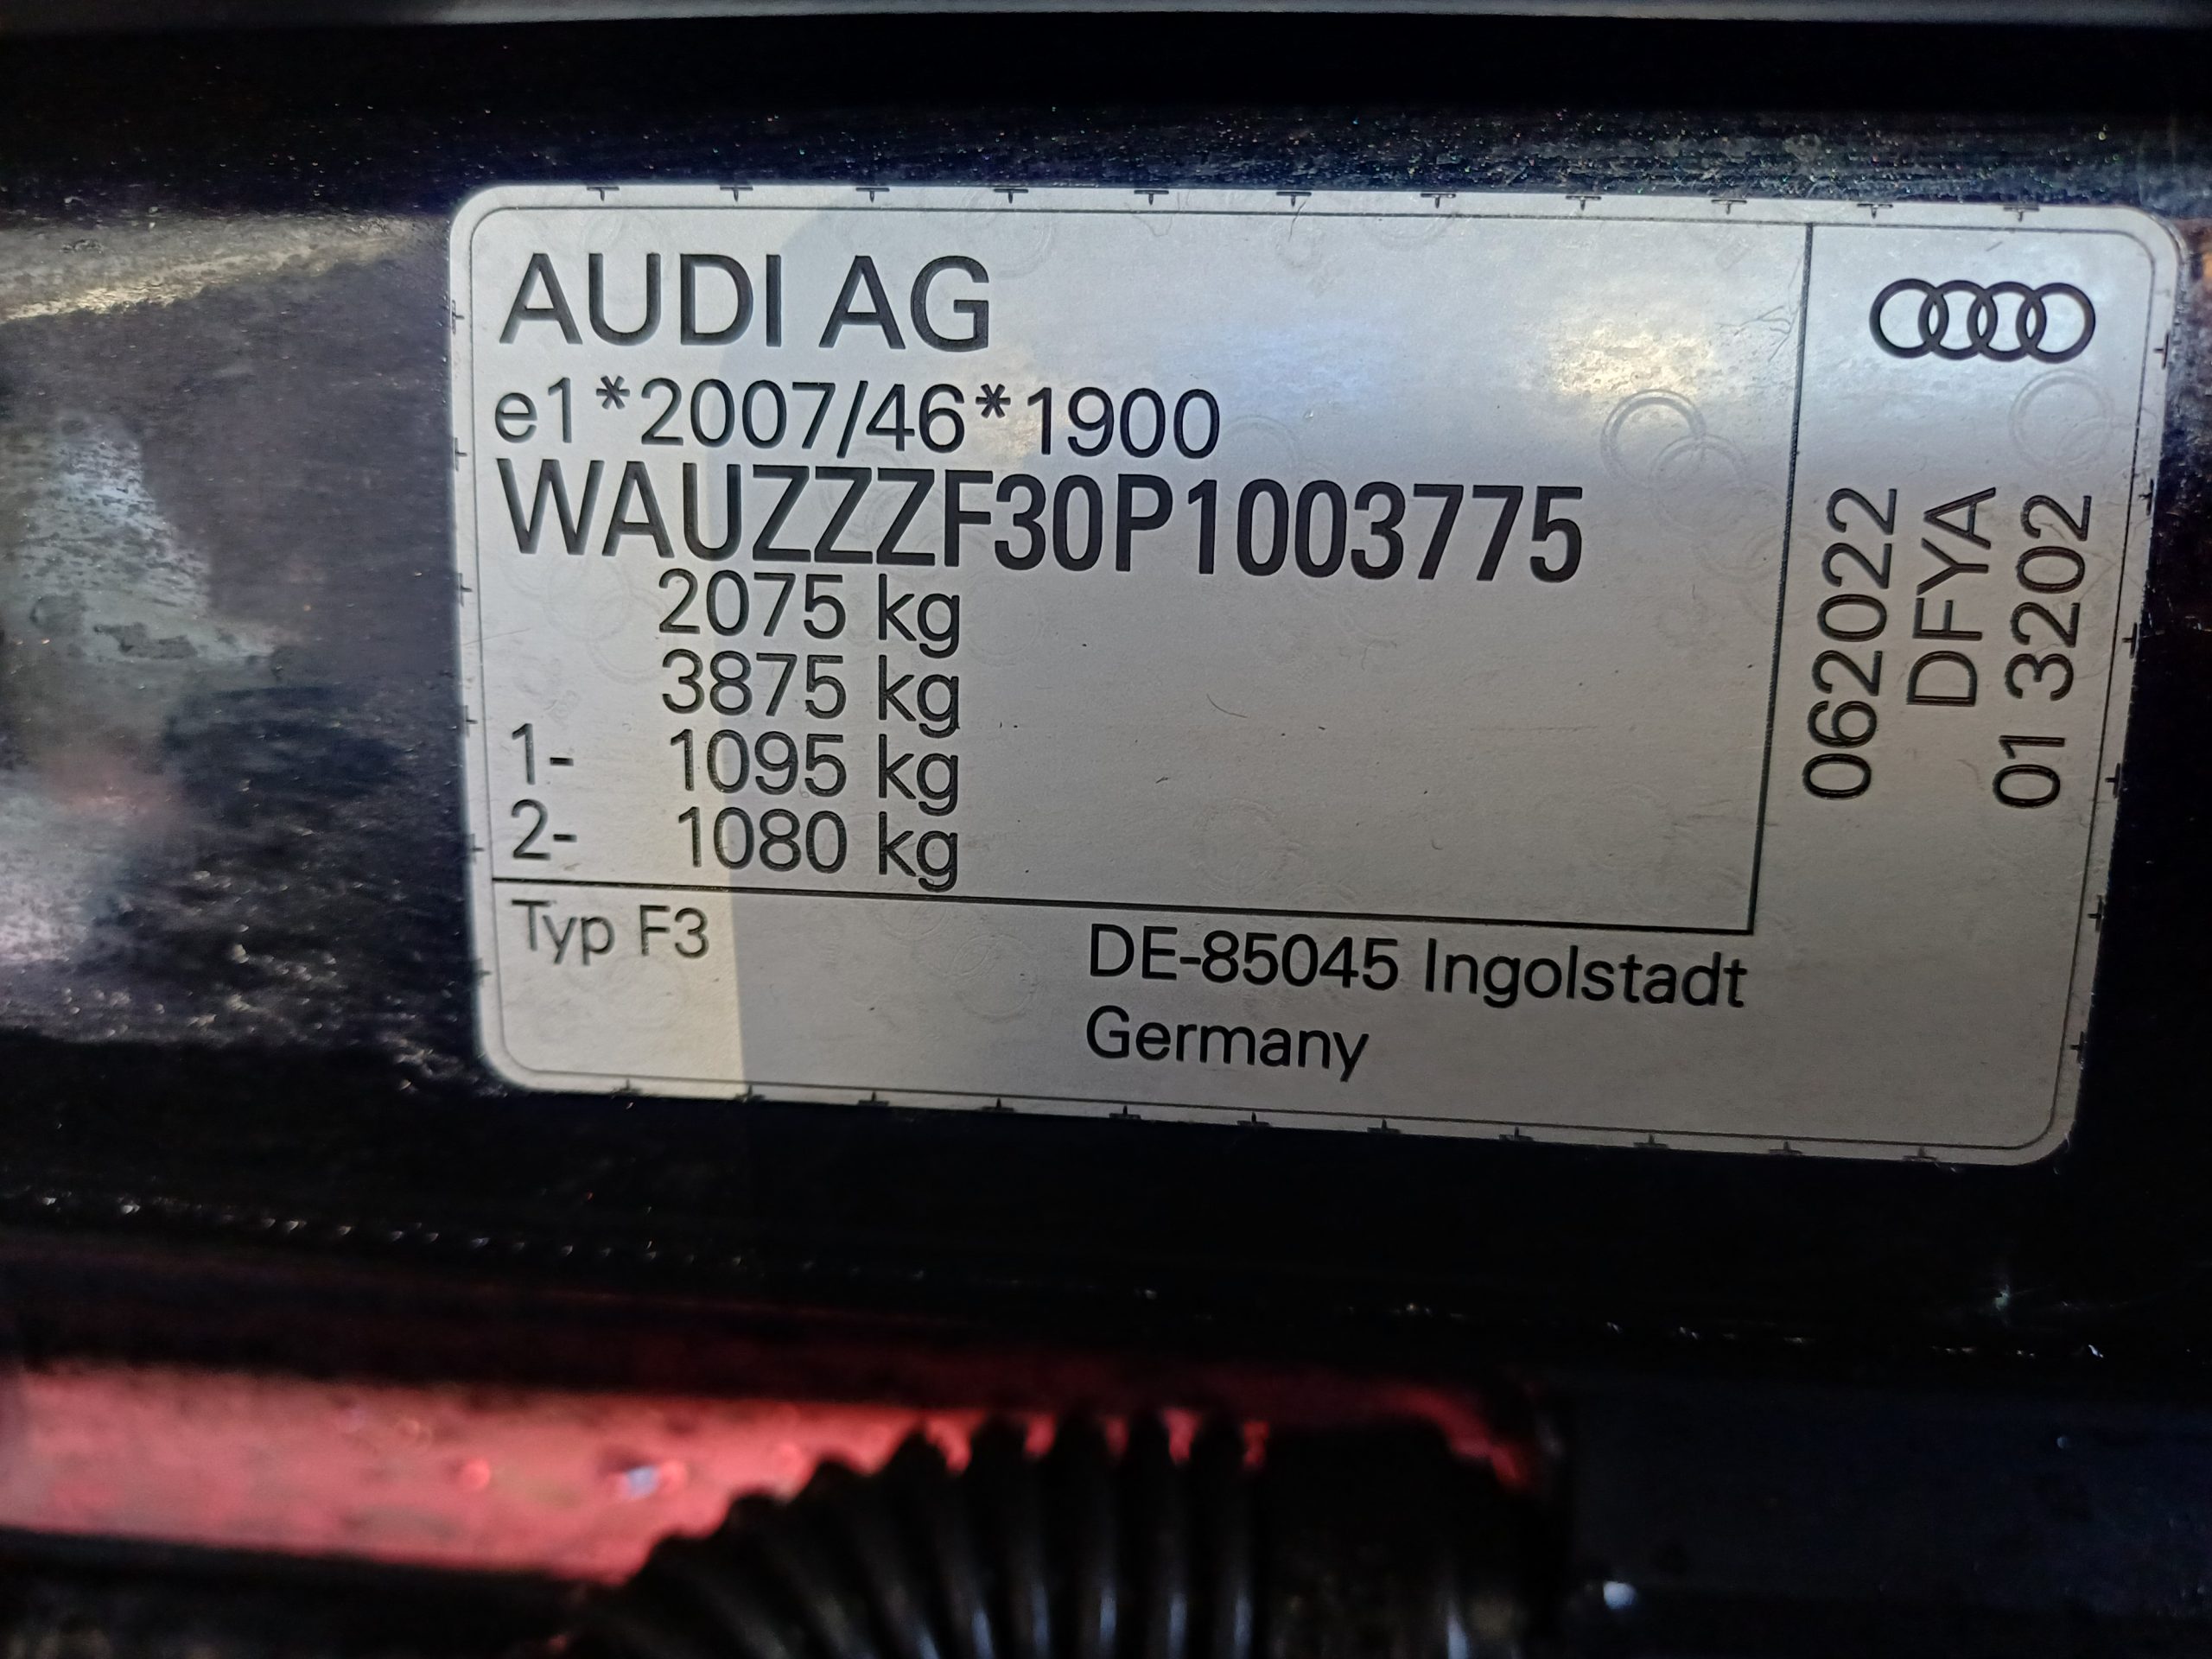 AUDI AG
e1*2007/46*1900
WAUZZZF30P1003775
2075 kg
3875 kg
1- 1095 kg
2- 1080 kg
Typ F3
DE-85045 Ingolstadt
Germany
062022
DFYA
01 3202